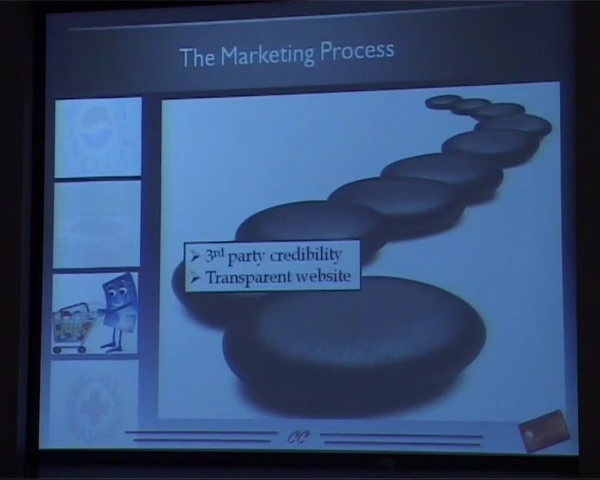 The Marketing Process
➢ 3rd party credibility
➢ Transparent website
CC